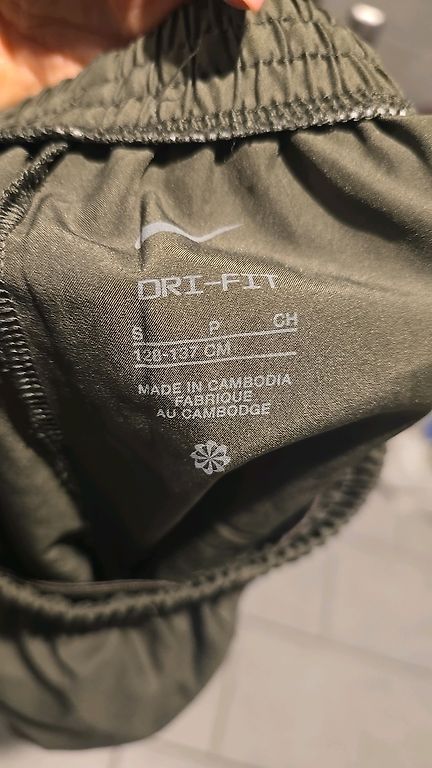 DRI-FIT
S P CH
128-137 CM
MADE IN CAMBODIA
FABRIQUE
AU CAMBODGE